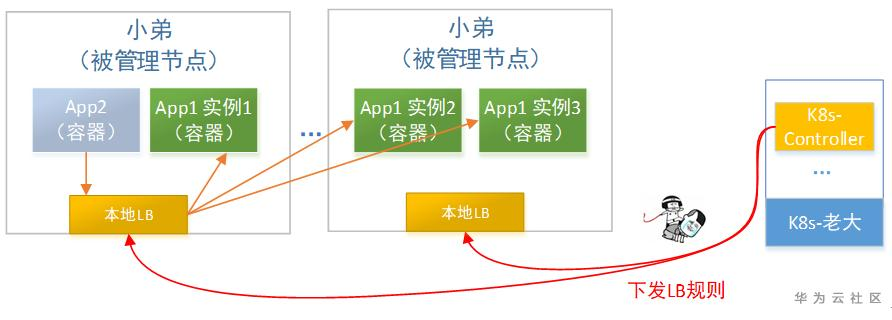 小弟
（被管理节点）
App2
（容器）
App1 实例1
（容器）
本地LB
...
小弟
（被管理节点）
App1 实例2
（容器）
App1 实例3
（容器）
本地LB
K8s-
Controller
...
K8s-老大
下发LB规则
华为云社区